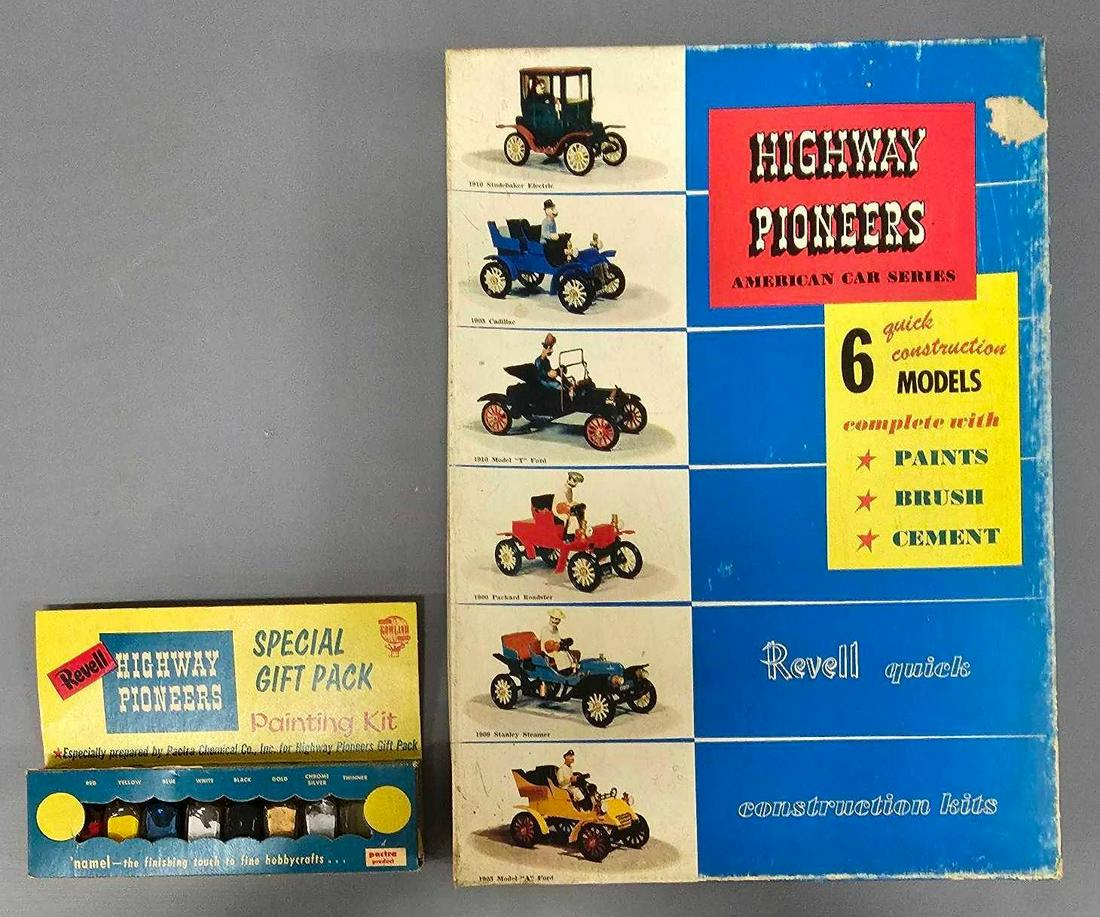 HIGHWAY
PIONEERS
AMERICAN CAR SERIES
6 quick
construction
MODELS
complete with
★ PAINTS
★ BRUSH
★ CEMENT
Revell quick
construction kits
1910 Studebaker Electric
1903 Cadillac
1910 Model "T" Ford
1900 Packard Roadster
1909 Stanley Steamer
1903 Model "A" Ford
Revell
HIGHWAY
PIONEERS
SPECIAL
GIFT PACK
Painting Kit
GOWLAND
★Especially prepared by Pactra Chemical Co., Inc. for Highway Pioneers Gift Pack
RED YELLOW BLUE WHITE BLACK GOLD CHROME SILVER THINNER
'namel—the finishing touch to fine hobbycrafts...
a
pactra
product